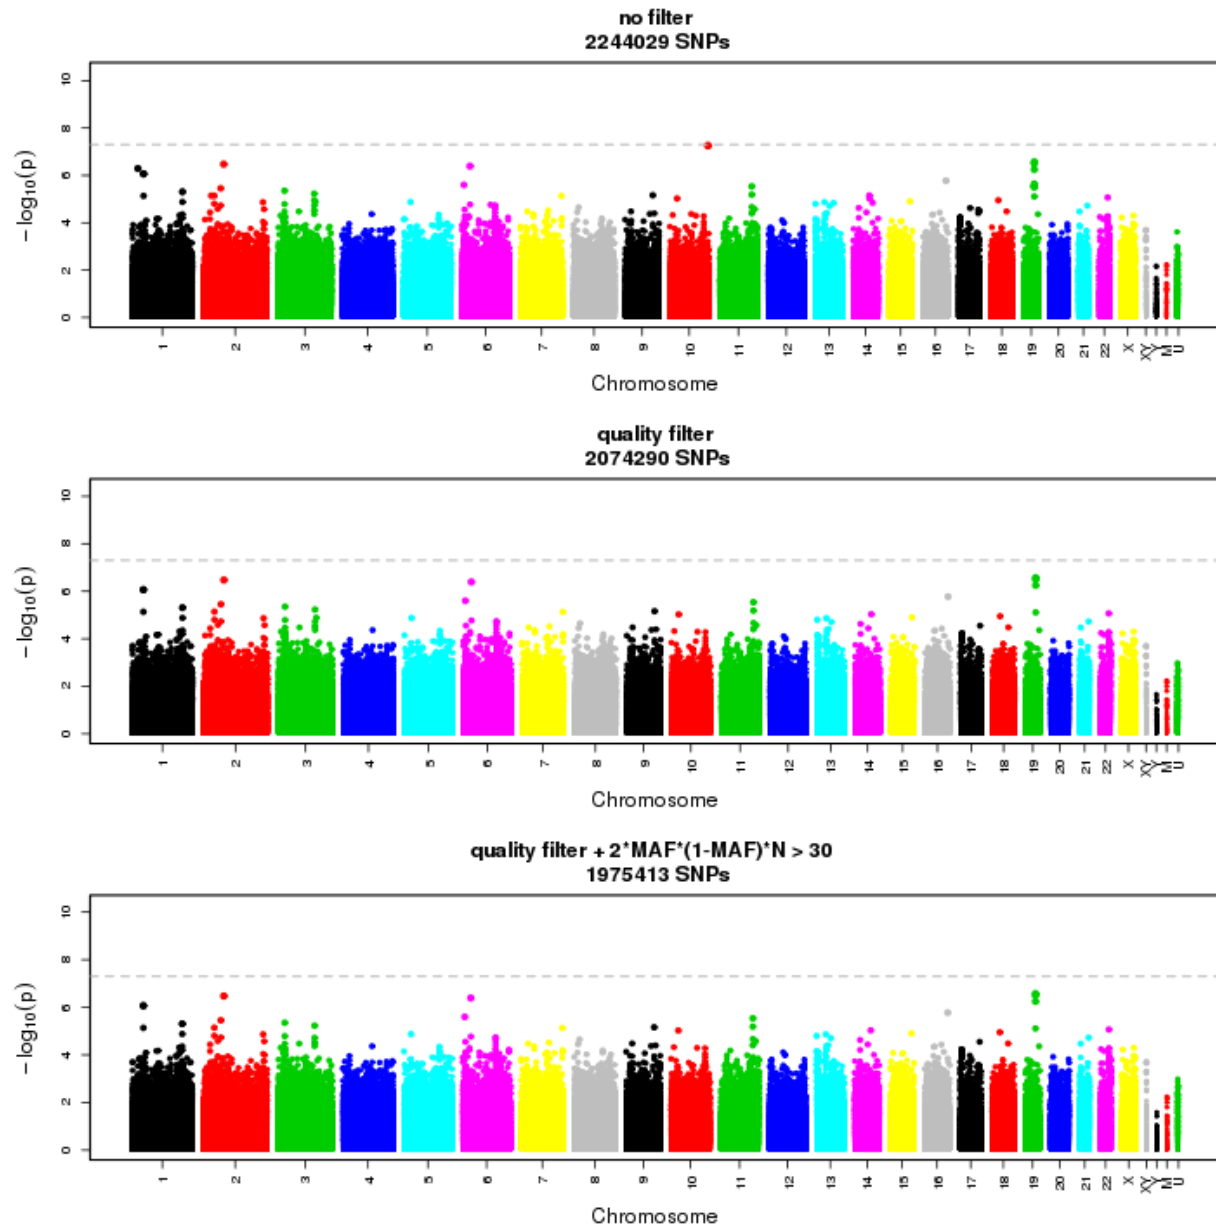 no filter
2244029 SNPs
10
8
6
4
2
0
−log10(p)
1 2 3 4 5 6 7 8 9 10 11 12 13 14 15 16 17 18 19 20 21 22 X XY Y M U
Chromosome
quality filter
2074290 SNPs
10
8
6
4
2
0
−log10(p)
1 2 3 4 5 6 7 8 9 10 11 12 13 14 15 16 17 18 19 20 21 22 X XY Y M U
Chromosome
quality filter + 2*MAF*(1-MAF)*N > 30
1975413 SNPs
10
8
6
4
2
0
−log10(p)
1 2 3 4 5 6 7 8 9 10 11 12 13 14 15 16 17 18 19 20 21 22 X XY Y M U
Chromosome